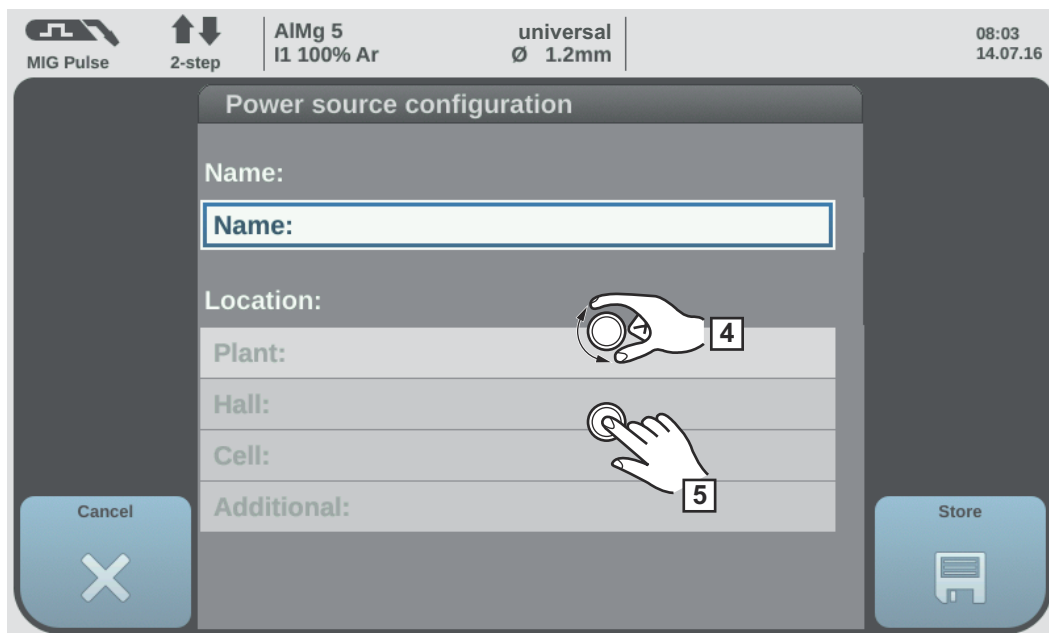 MIG Pulse
2-step
AlMg 5
I1 100% Ar
universal
Ø 1.2mm
08:03
14.07.16
Power source configuration
Name:
Name:
Location:
Plant:
4
Hall:
Cell:
5
Additional:
Cancel
Store